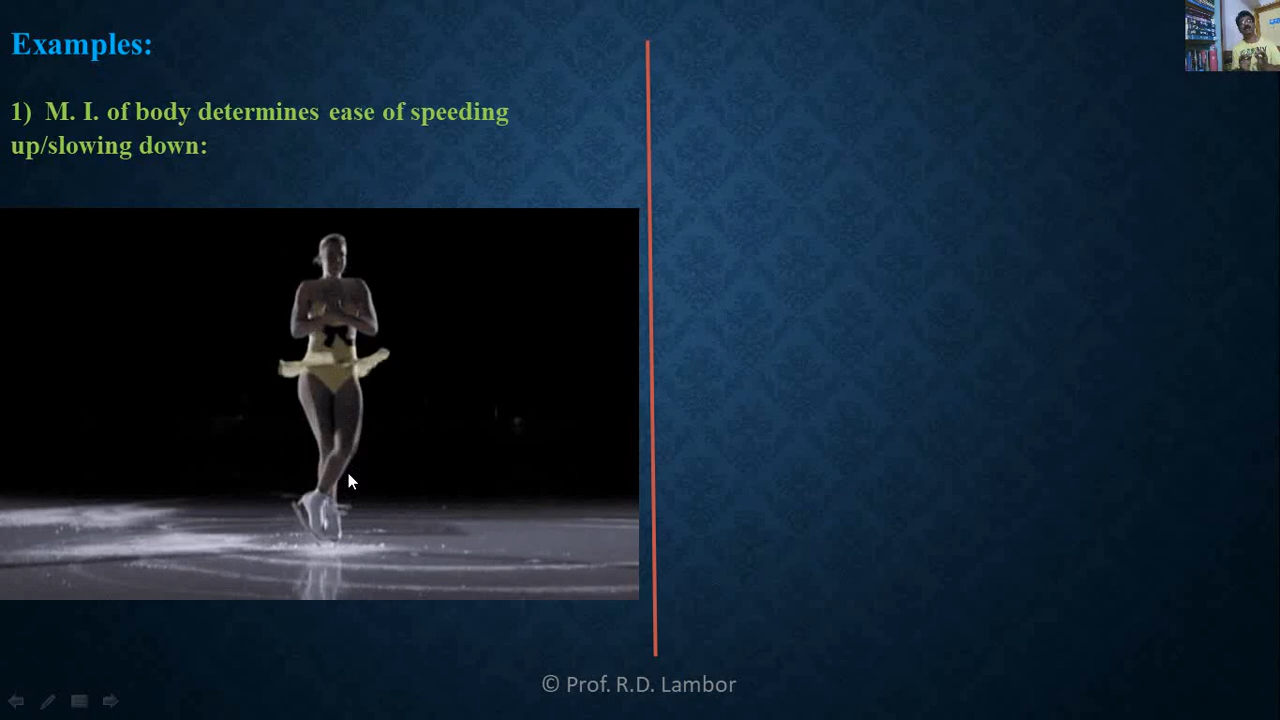 Examples:
1) M. I. of body determines ease of speeding
up/slowing down:
© Prof. R.D. Lambor